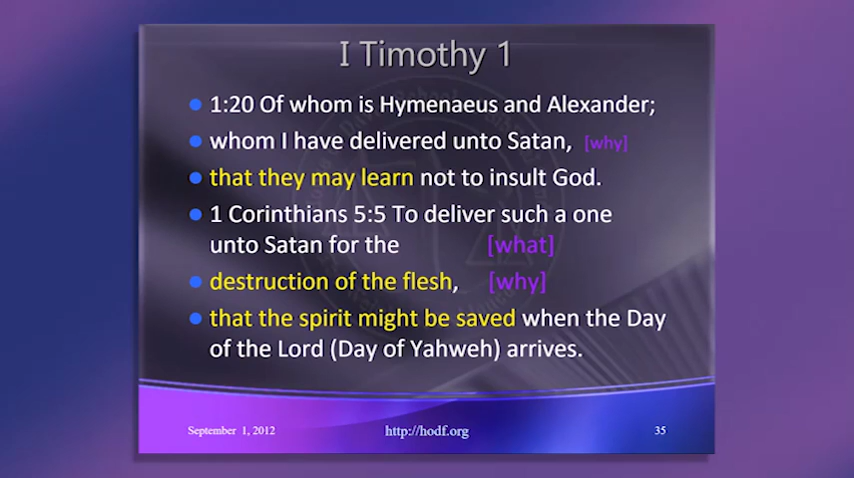 I Timothy 1
1:20 Of whom is Hymenaeus and Alexander;
whom I have delivered unto Satan, [why]
that they may learn not to insult God.
1 Corinthians 5:5 To deliver such a one
unto Satan for the [what]
destruction of the flesh, [why]
that the spirit might be saved when the Day
of the Lord (Day of Yahweh) arrives.
September 1, 2012 http://hodf.org 35